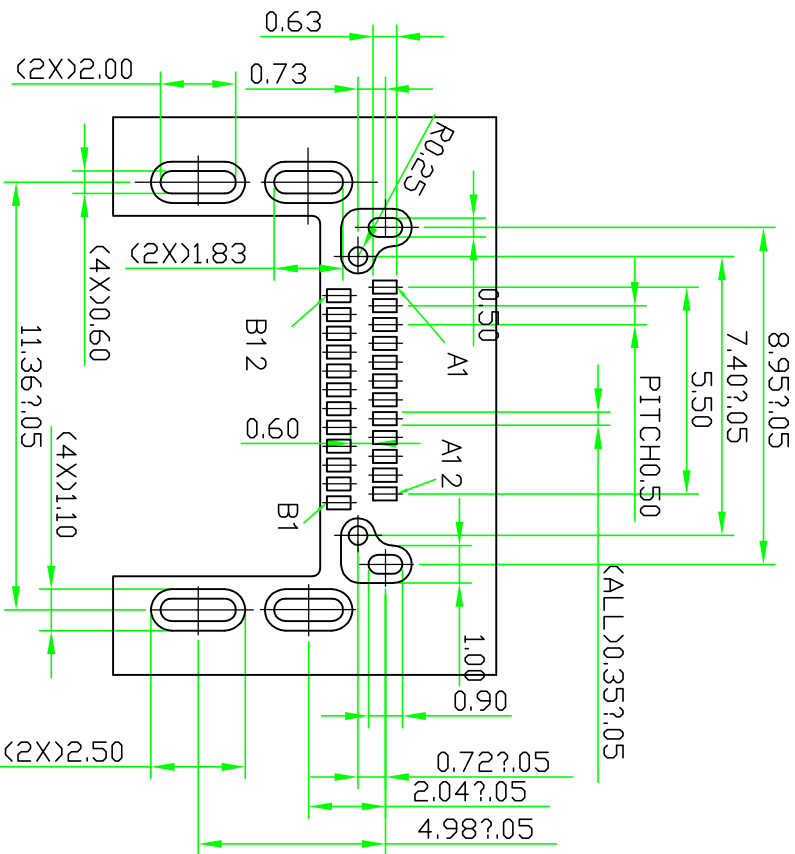 0.63
(2X)2.00
0.73
R0.25
(2X)1.83
(4X)0.60
11.36?.05
B12
A1
0.50
8.95?.05
7.40?.05
5.50
PITCH0.50
0.60
A12
(4X)1.10
B1
(ALL)0.35?.05
1.00
0.90
(2X)2.50
0.72?.05
2.04?.05
4.98?.05